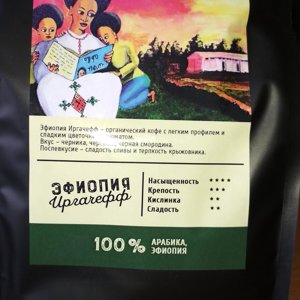 Эфиопия Иргачефф – органический кофе с легким профилем и
сладким цветочным ароматом.
Вкус – черника, черная смородина.
Послевкусие – сладость сливы и терпкость крыжовника.
ЭФИОПИЯ
Иргачефф
Насыщенность ****
Крепость ***
Кислинка **
Сладость **
100% АРАБИКА,
ЭФИОПИЯ